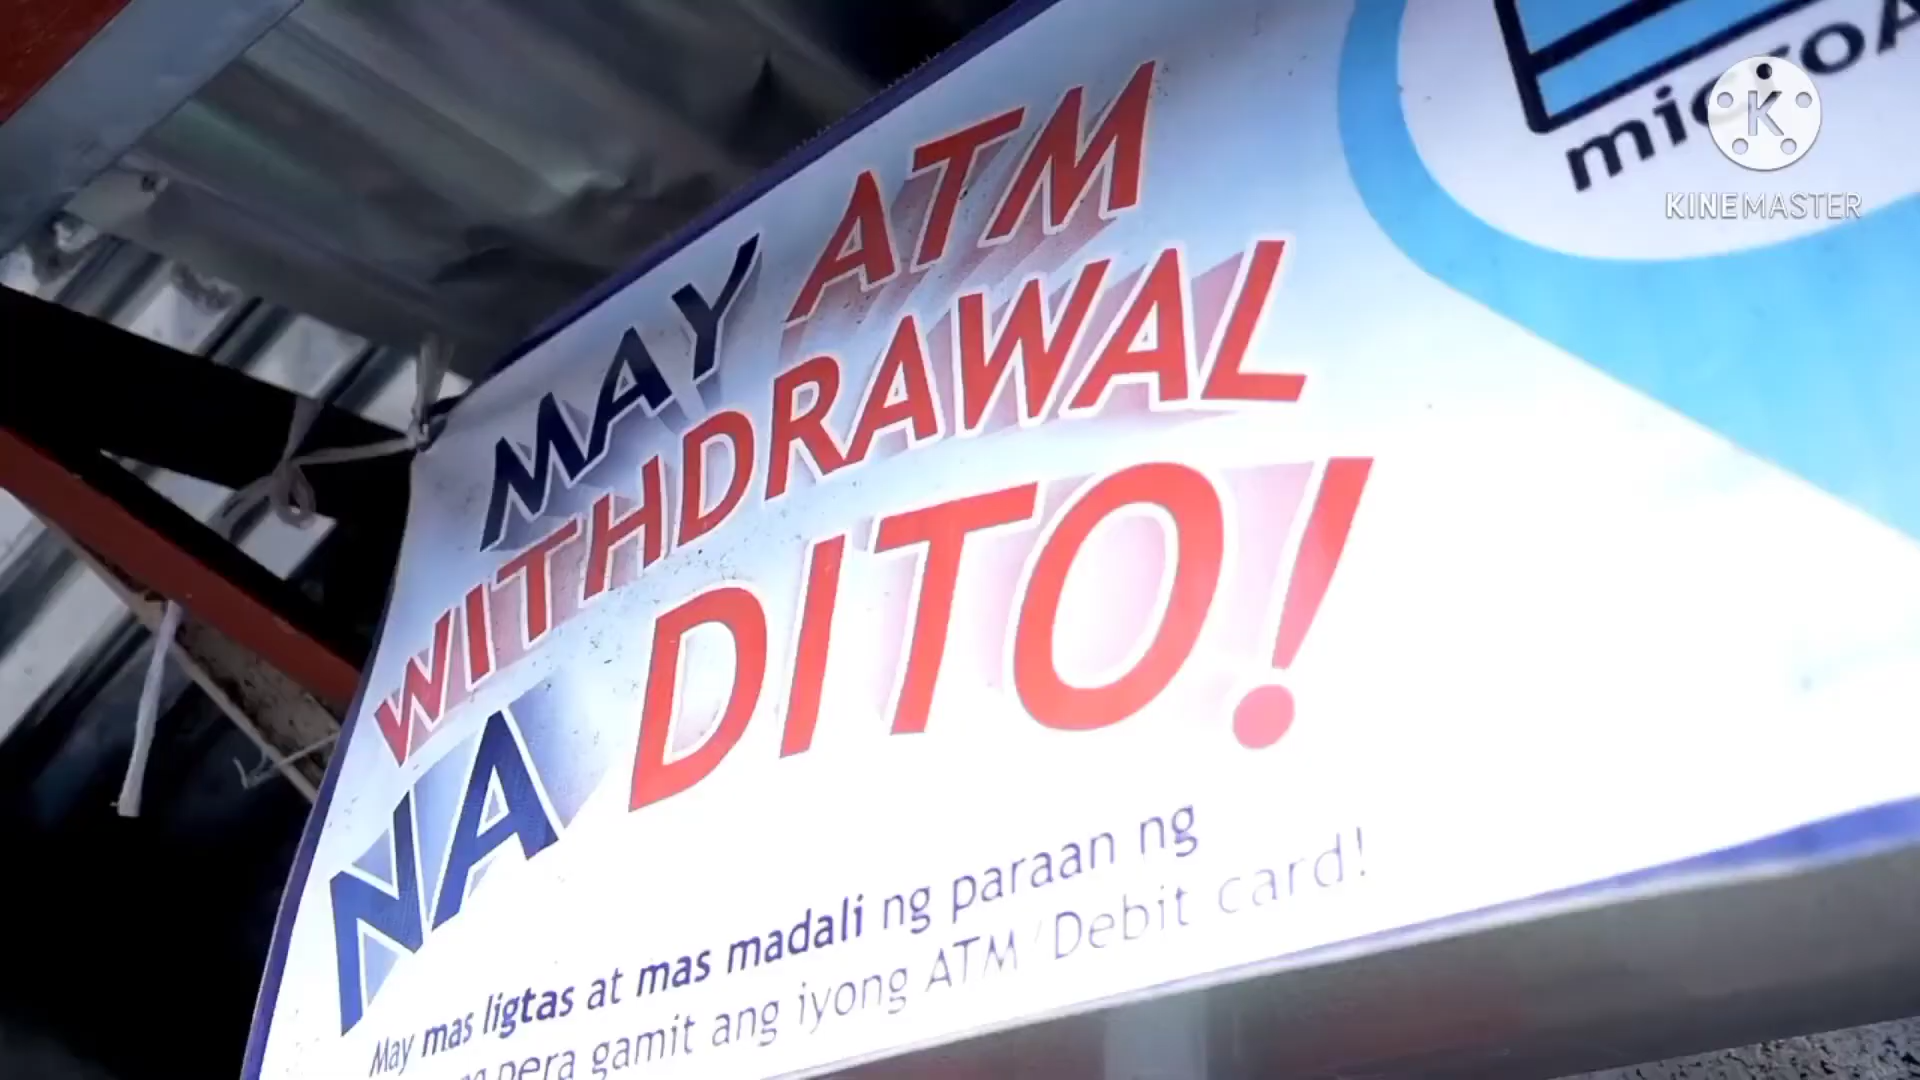 MAY ATM
WITHDRAWAL
NA DITO!
May mas ligtas at mas madali ng paraan ng
pera gamit ang iyong ATM/Debit card!
KINEMASTER